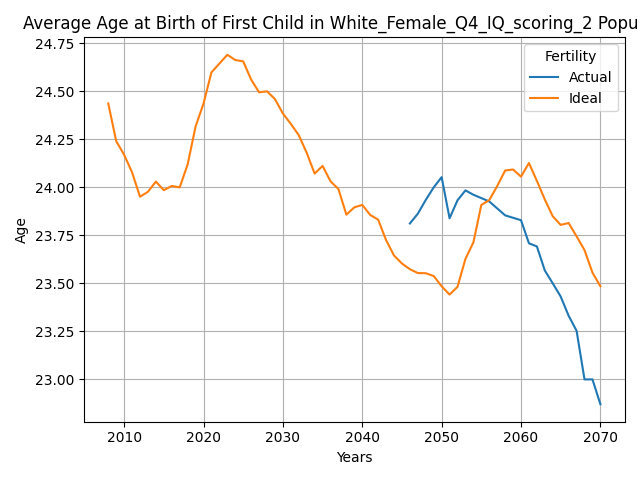 Average Age at Birth of First Child in White_Female_Q4_IQ_scoring_2 Popu
24.75
24.50
24.25
24.00
23.75
23.50
23.25
23.00
Age
Fertility
Actual
Ideal
2010 2020 2030 2040 2050 2060 2070
Years